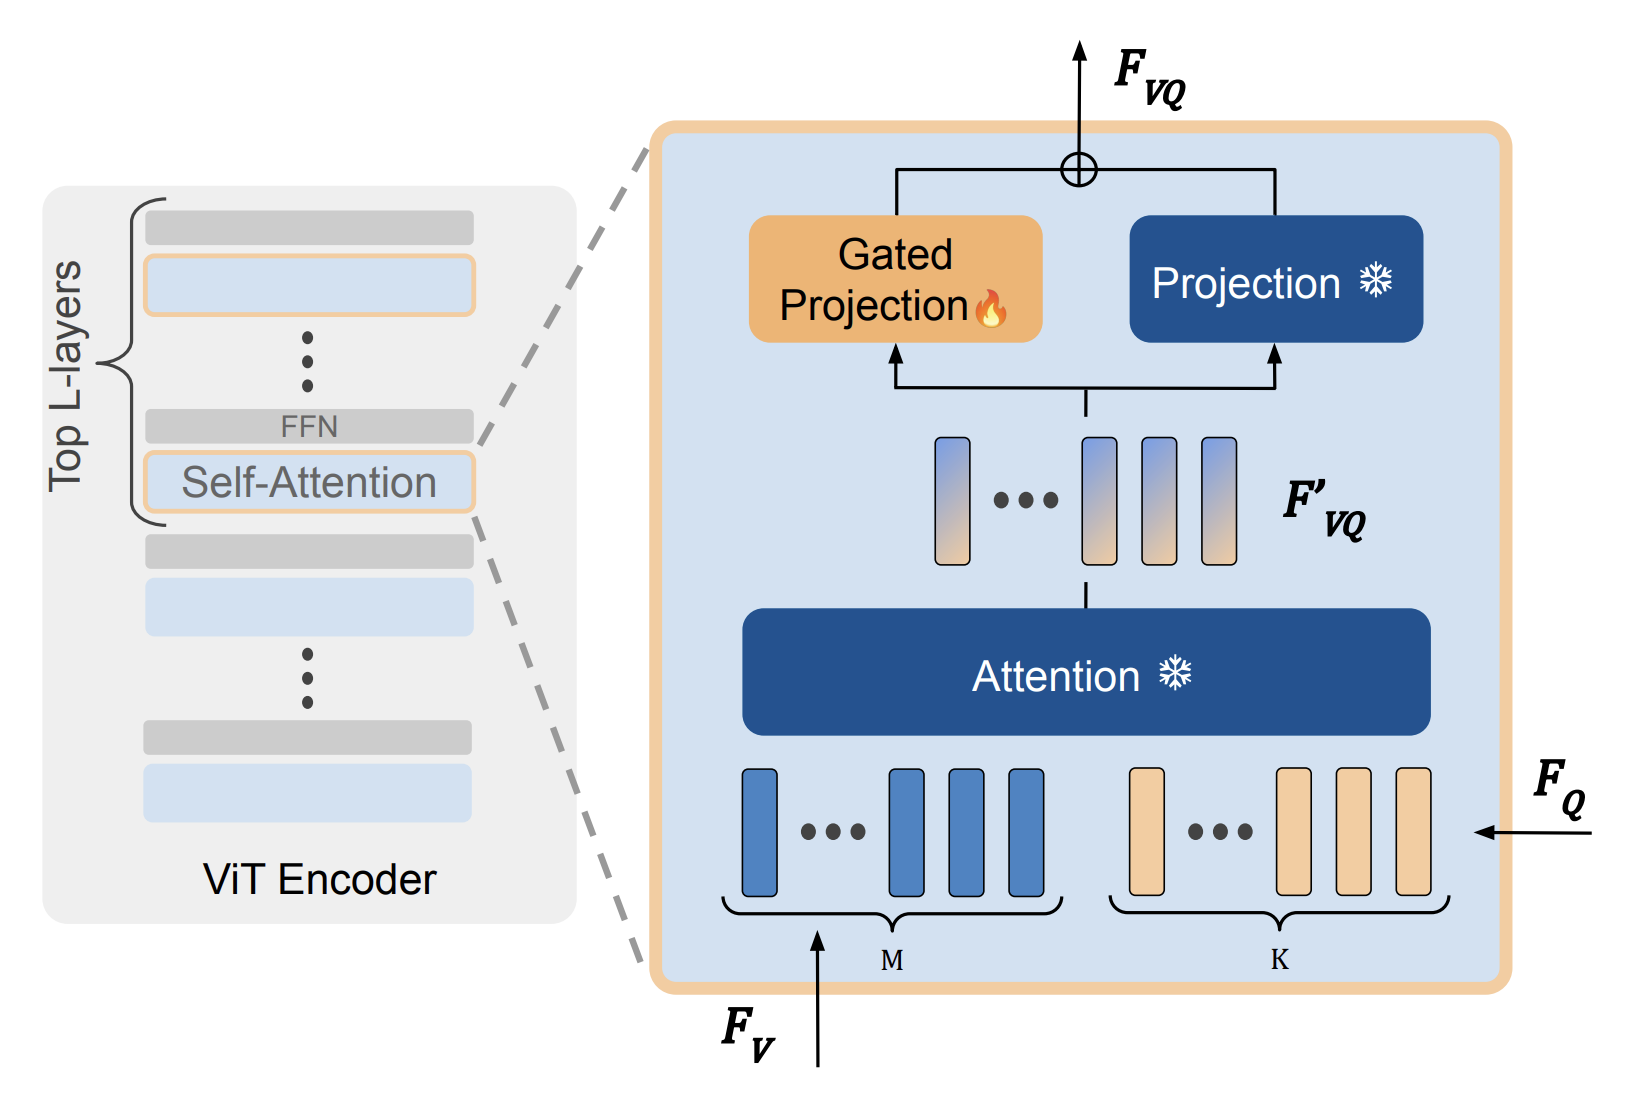 Top L-layers
FFN
Self-Attention
ViT Encoder
F_VQ
Gated
Projection
Projection
F'_VQ
Attention
F_Q
M
K
F_V